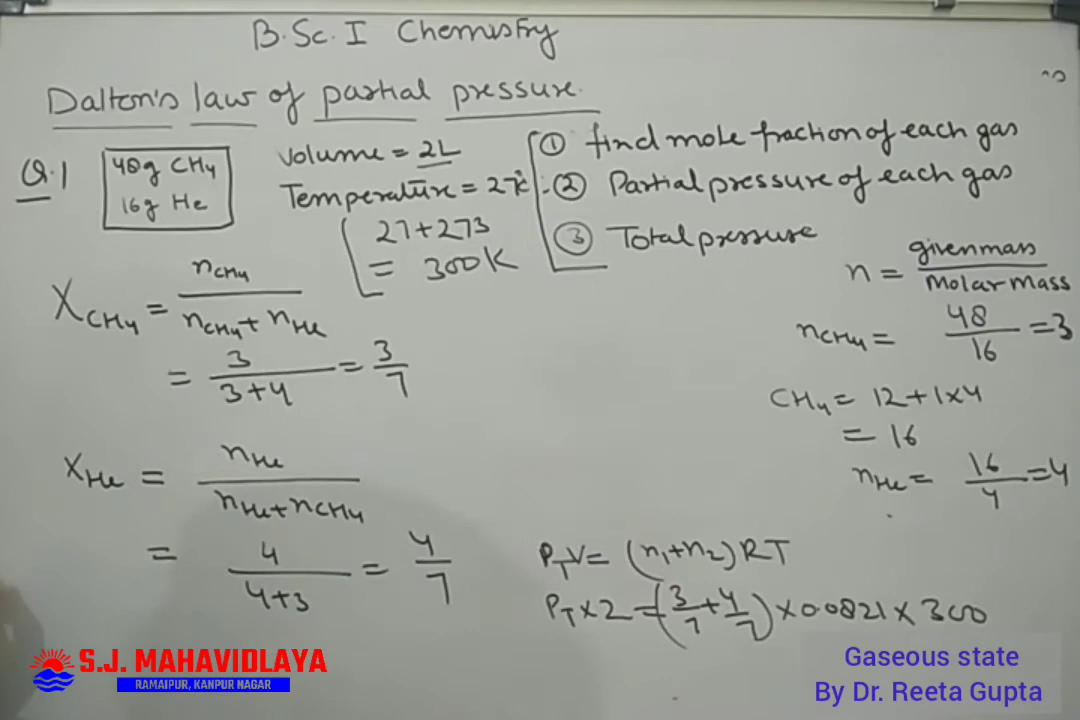 B.Sc. I Chemistry
Dalton's law of partial pressure.
Q.1
48g CH4
16g He
Volume = 2L
Temperature = 27°c
27+273
= 300K
① find mole fraction of each gas
② Partial pressure of each gas
③ Total pressure
n = given mass / Molar mass
nCH4 = 48/16 = 3
CH4 = 12+1×4
= 16
nHe = 16/4 = 4
XCH4 = nCH4 / nCH4 + nHe
= 3/3+4 = 3/7
XHe = nHe / nHe + nCH4
= 4/4+3 = 4/7
PTV = (n1+n2)RT
PT×2 = (3/7+4/7)×0.0821×300
S.J. MAHAVIDLAYA
RAMAIPUR, KANPUR NAGAR
Gaseous state
By Dr. Reeta Gupta